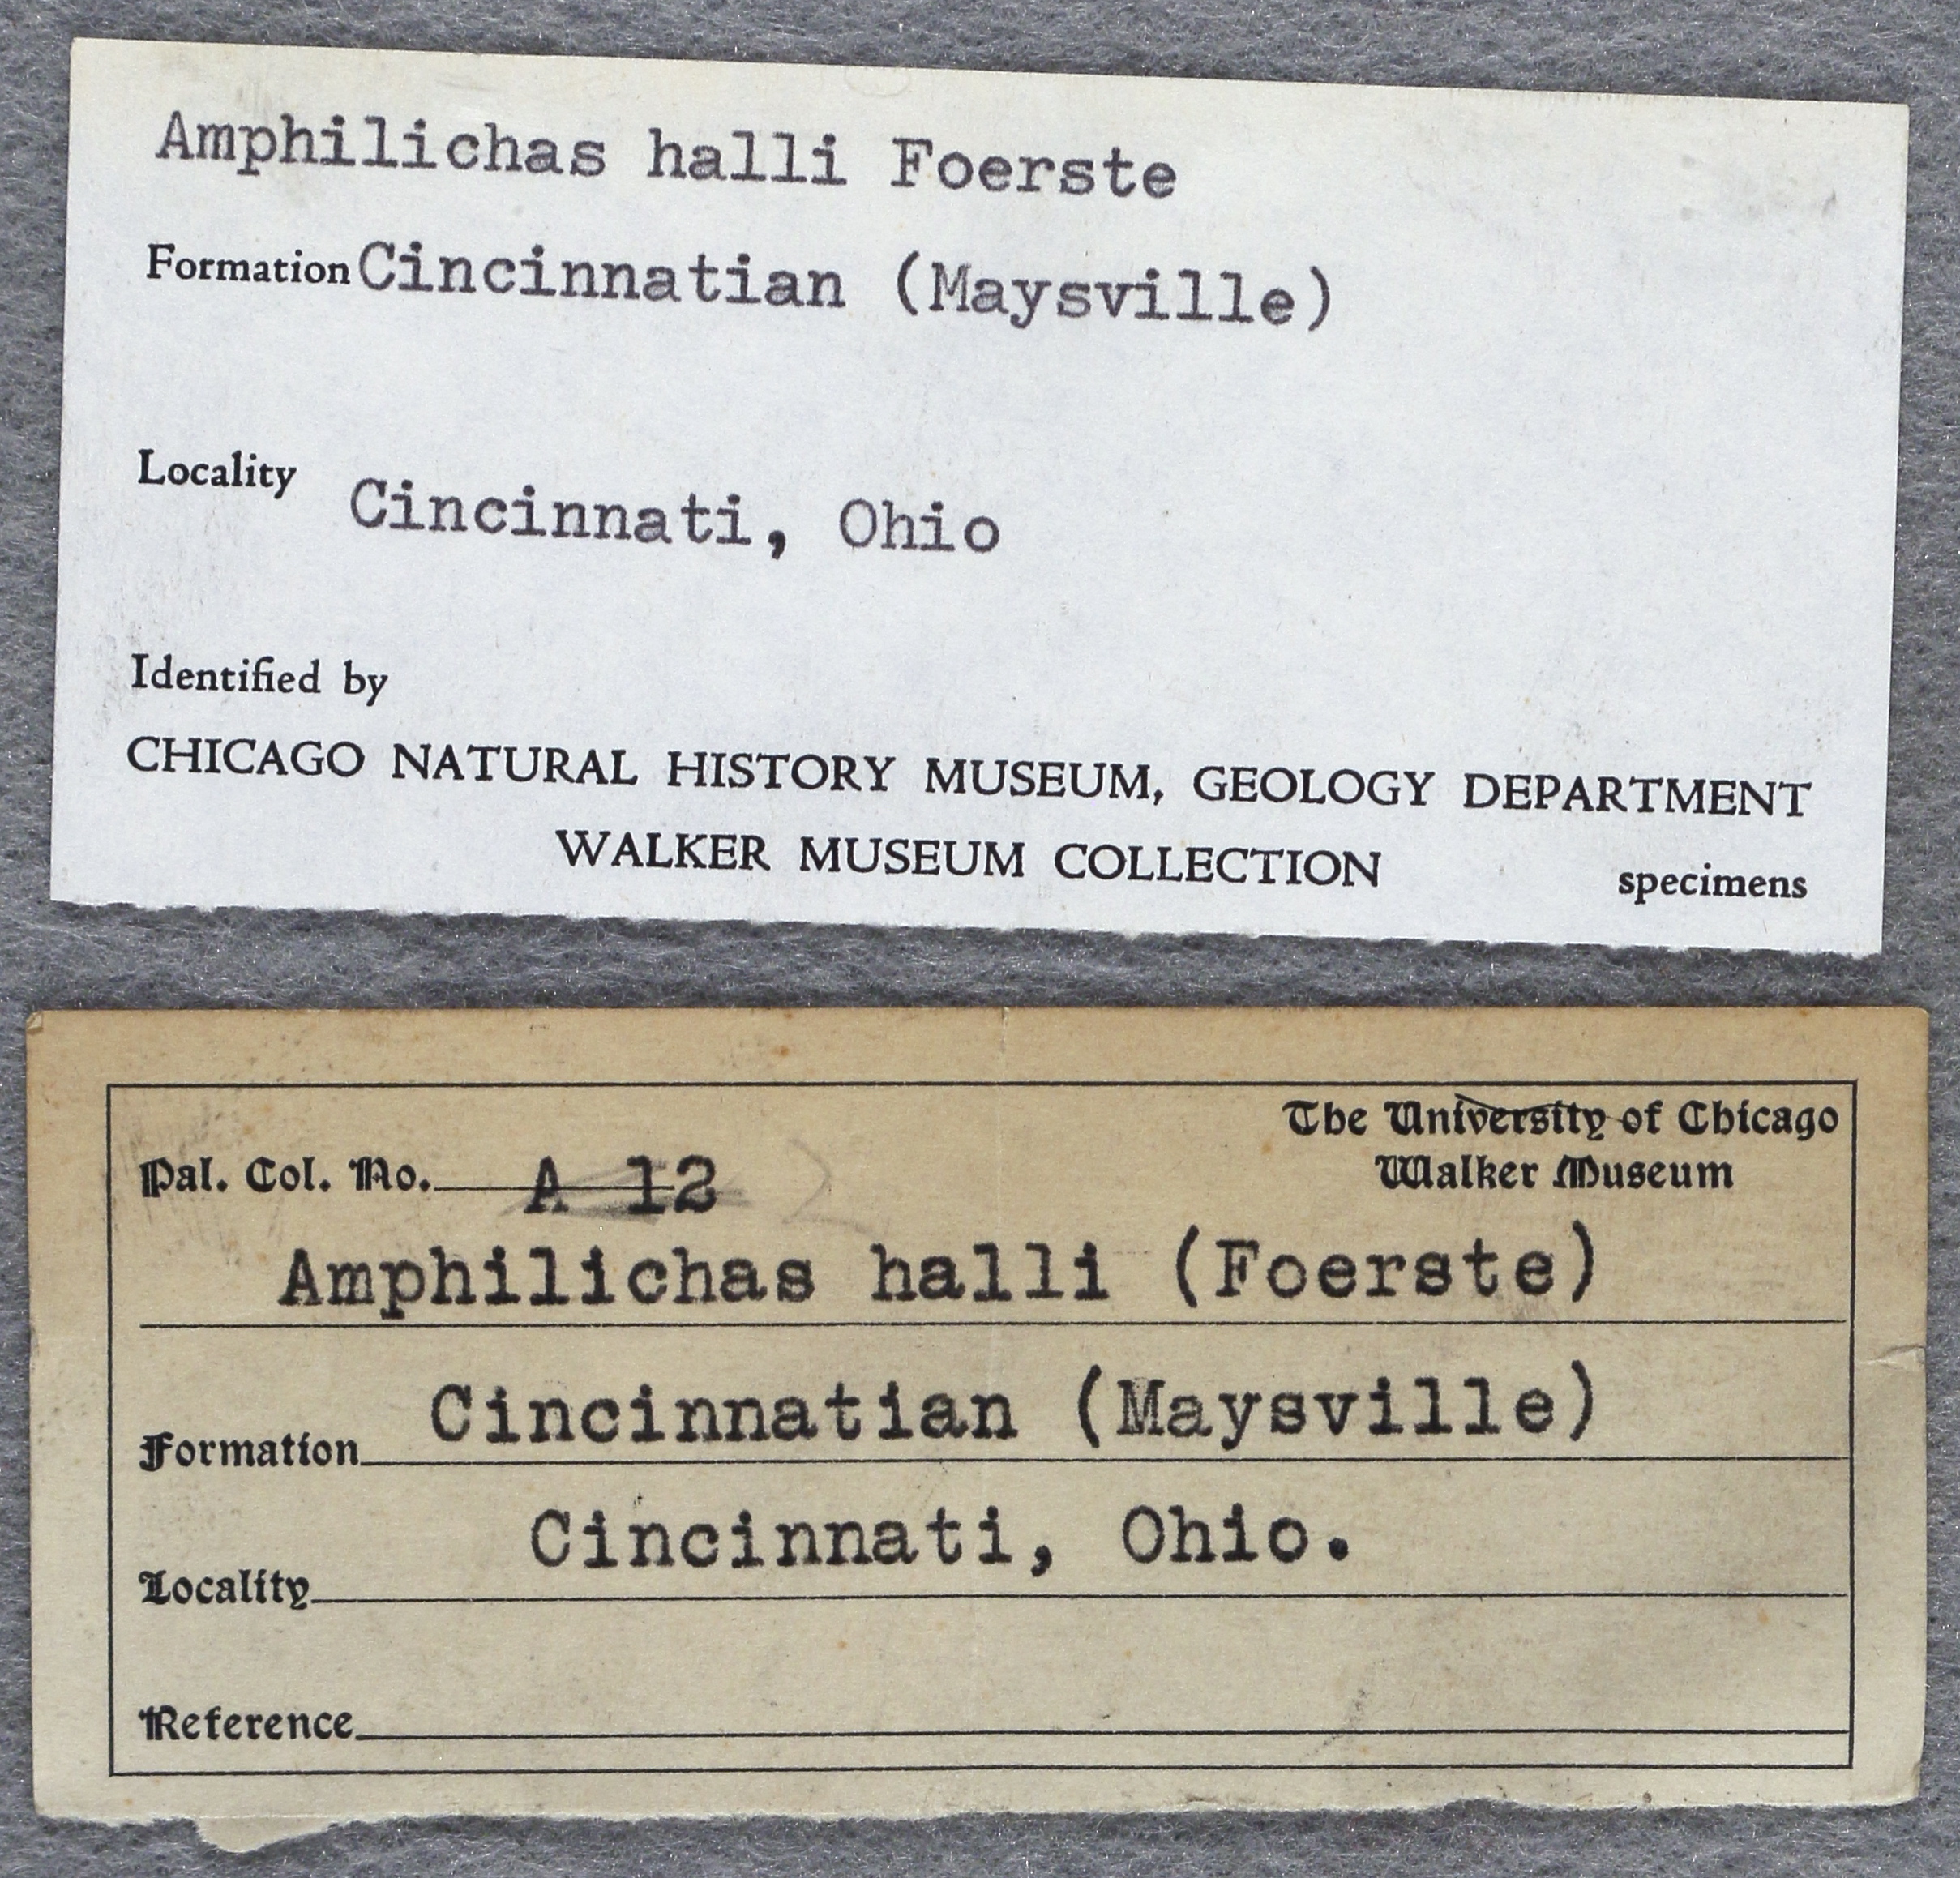 Amphilichas halli Foerste
Formation Cincinnatian (Maysville)
Locality Cincinnati, Ohio
Identified by
CHICAGO NATURAL HISTORY MUSEUM, GEOLOGY DEPARTMENT
WALKER MUSEUM COLLECTION specimens
The University of Chicago
Walker Museum
Pal. Col. No. A 12
Amphilichas halli (Foerste)
Formation Cincinnatian (Maysville)
Locality Cincinnati, Ohio.
Reference